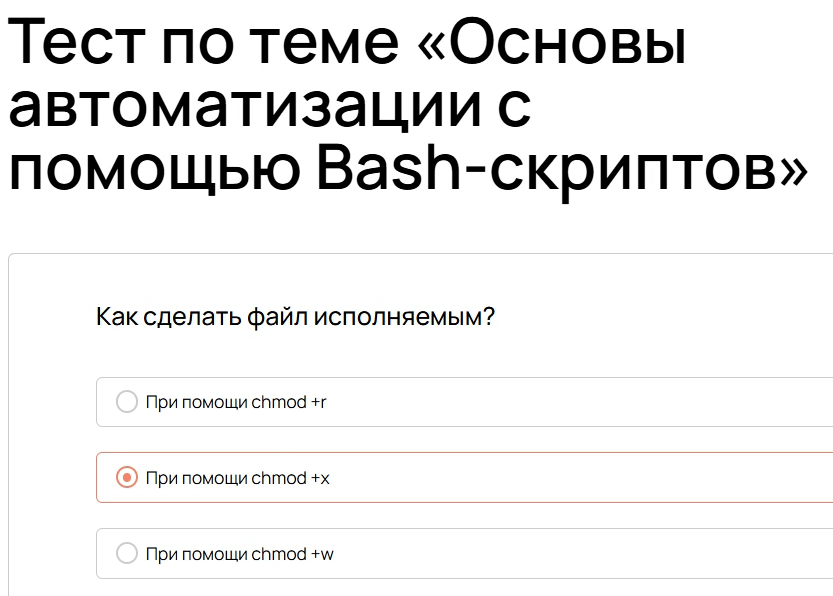 Тест по теме «Основы
автоматизации с
помощью Bash-скриптов»
Как сделать файл исполняемым?
При помощи chmod +r
При помощи chmod +x
При помощи chmod +w